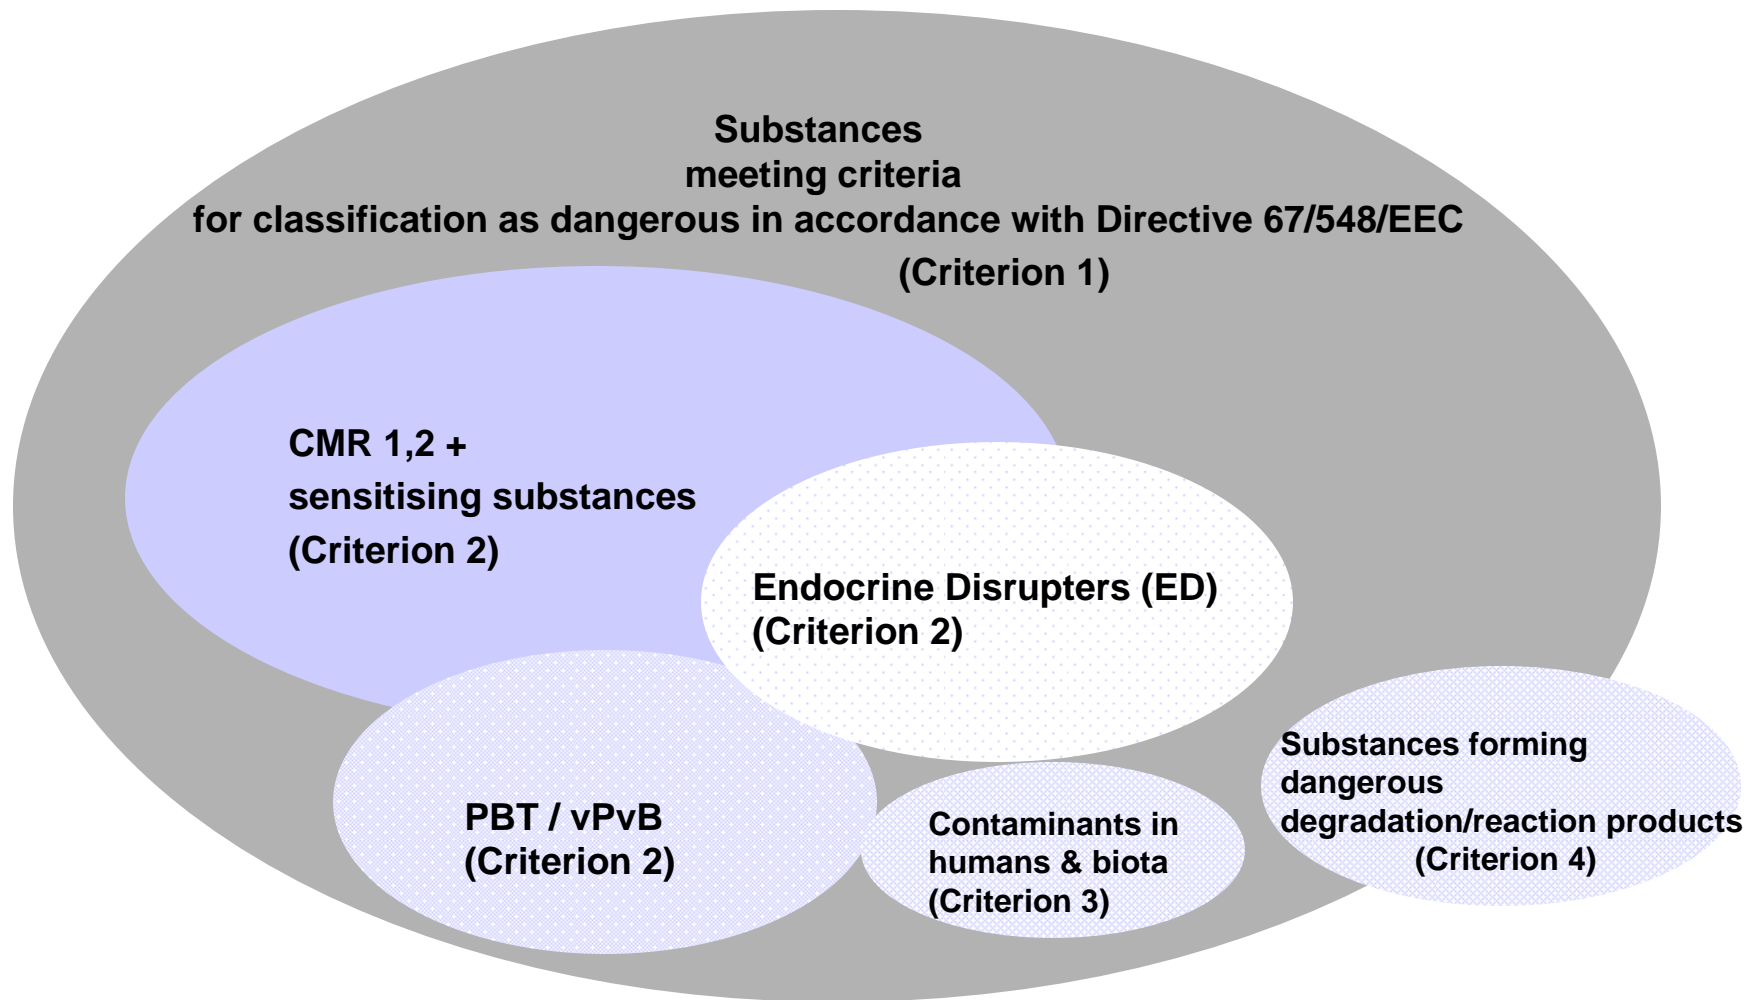 Substances
meeting criteria
for classification as dangerous in accordance with Directive 67/548/EEC
(Criterion 1)
CMR 1,2 +
sensitising substances
(Criterion 2)
Endocrine Disrupters (ED)
(Criterion 2)
PBT / vPvB
(Criterion 2)
Contaminants in
humans & biota
(Criterion 3)
Substances forming
dangerous
degradation/reaction products
(Criterion 4)